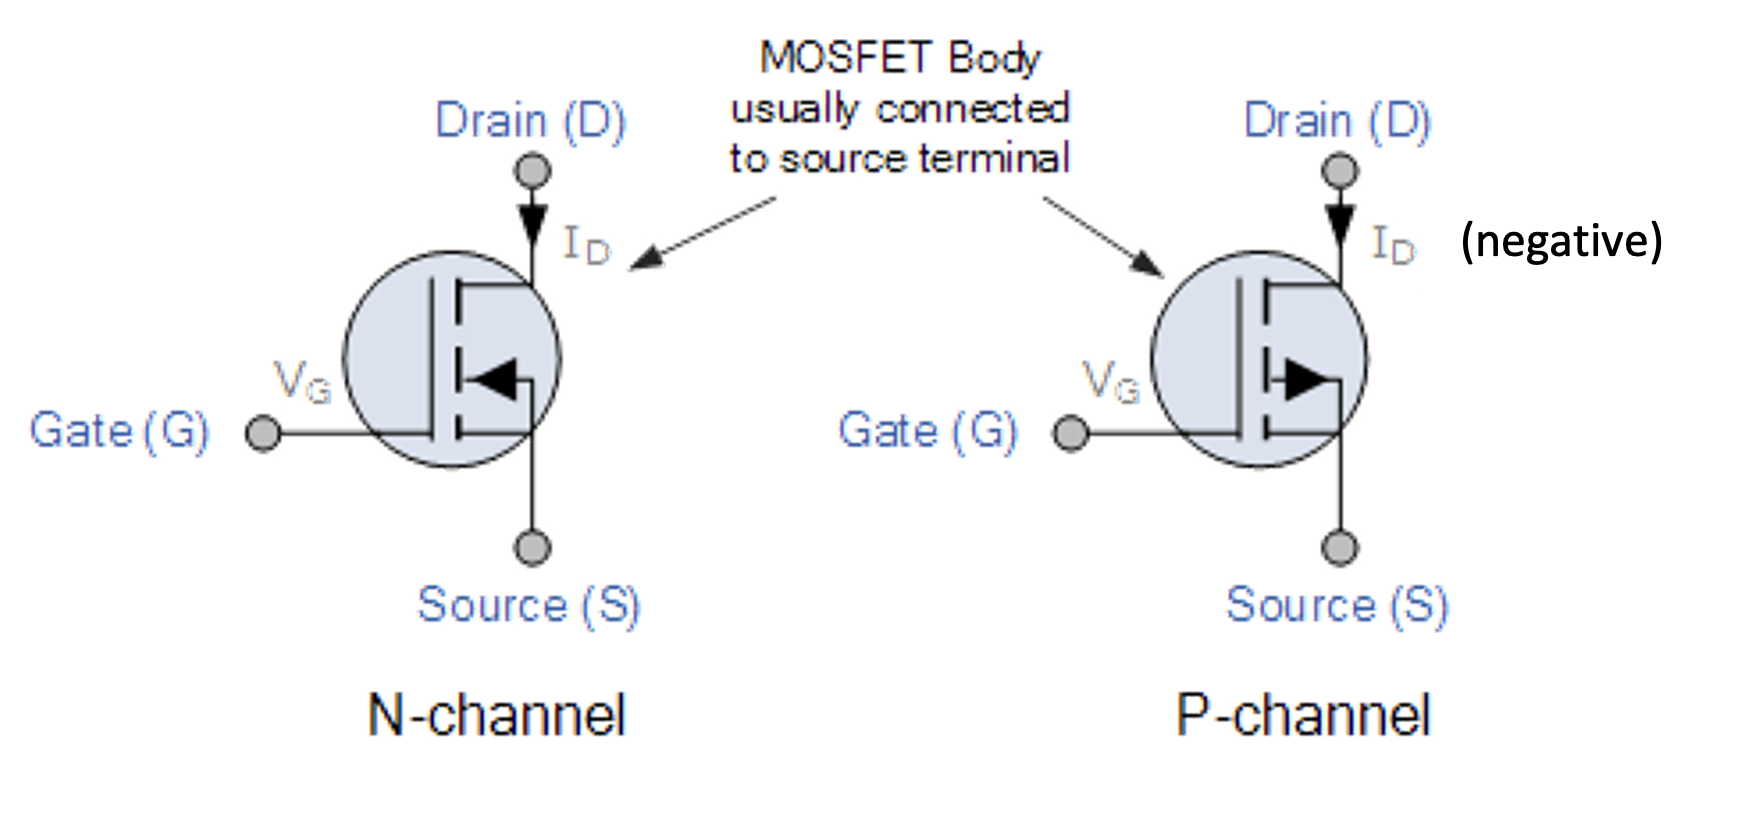 MOSFET Body
usually connected
to source terminal
Drain (D)
Drain (D)
I_D
I_D (negative)
V_G
V_G
Gate (G)
Gate (G)
Source (S)
Source (S)
N-channel
P-channel